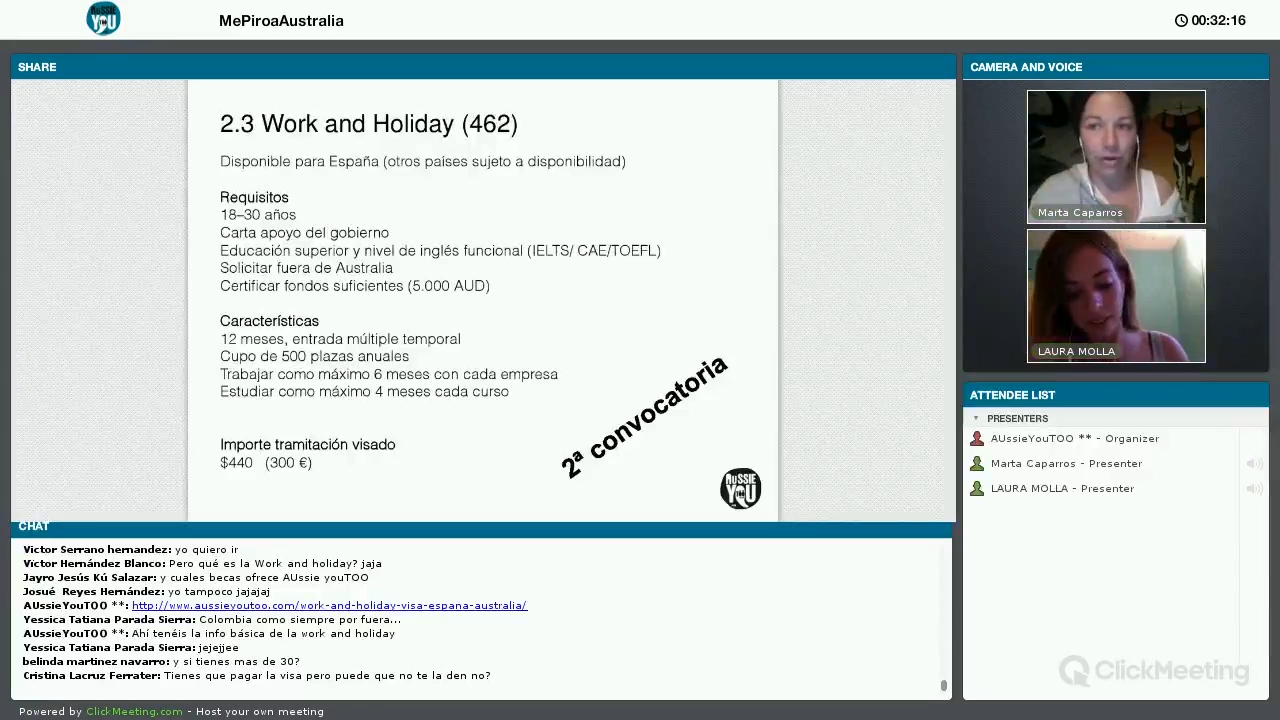 AUSSIE
YOU
TOO
MePiroaAustralia
00:32:16
SHARE
2.3 Work and Holiday (462)
Disponible para España (otros países sujeto a disponibilidad)
Requisitos
18–30 años
Carta apoyo del gobierno
Educación superior y nivel de inglés funcional (IELTS/ CAE/TOEFL)
Solicitar fuera de Australia
Certificar fondos suficientes (5.000 AUD)
Características
12 meses, entrada múltiple temporal
Cupo de 500 plazas anuales
Trabajar como máximo 6 meses con cada empresa
Estudiar como máximo 4 meses cada curso
2ª convocatoria
Importe tramitación visado
$440 (300 €)
AUSSIE
YOU
TOO
CHAT
Victor Serrano hernandez: yo quiero ir
Víctor Hernández Blanco: Pero qué es la Work and holiday? jaja
Jayro Jesús Kú Salazar: y cuales becas ofrece AUssie youTOO
Josué Reyes Hernández: yo tampoco jajajaj
AUssieYouTOO **: http://www.aussieyoutoo.com/work-and-holiday-visa-espana-australia/
Yessica Tatiana Parada Sierra: Colombia como siempre por fuera...
AUssieYouTOO **: Ahí tenéis la info básica de la work and holiday
Yessica Tatiana Parada Sierra: jejejjee
belinda martinez navarro: y si tienes mas de 30?
Cristina Lacruz Ferrater: Tienes que pagar la visa pero puede que no te la den no?
CAMERA AND VOICE
Marta Caparros
LAURA MOLLA
ATTENDEE LIST
PRESENTERS
AUssieYouTOO ** - Organizer
Marta Caparros - Presenter
LAURA MOLLA - Presenter
ClickMeeting
Powered by ClickMeeting.com - Host your own meeting